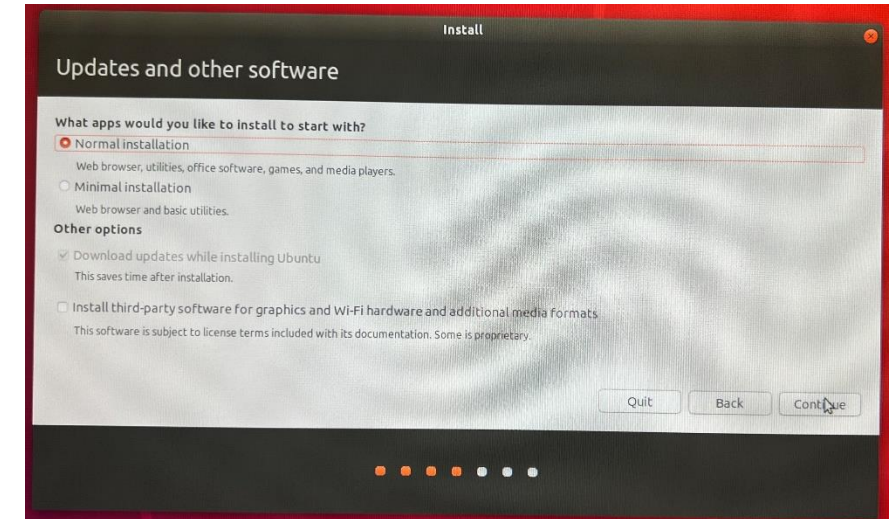 Install
Updates and other software
What apps would you like to install to start with?
Normal installation
Web browser, utilities, office software, games, and media players.
Minimal installation
Web browser and basic utilities.
Other options
Download updates while installing Ubuntu
This saves time after installation.
Install third-party software for graphics and Wi-Fi hardware and additional media formats
This software is subject to license terms included with its documentation. Some is proprietary.
Quit Back Continue